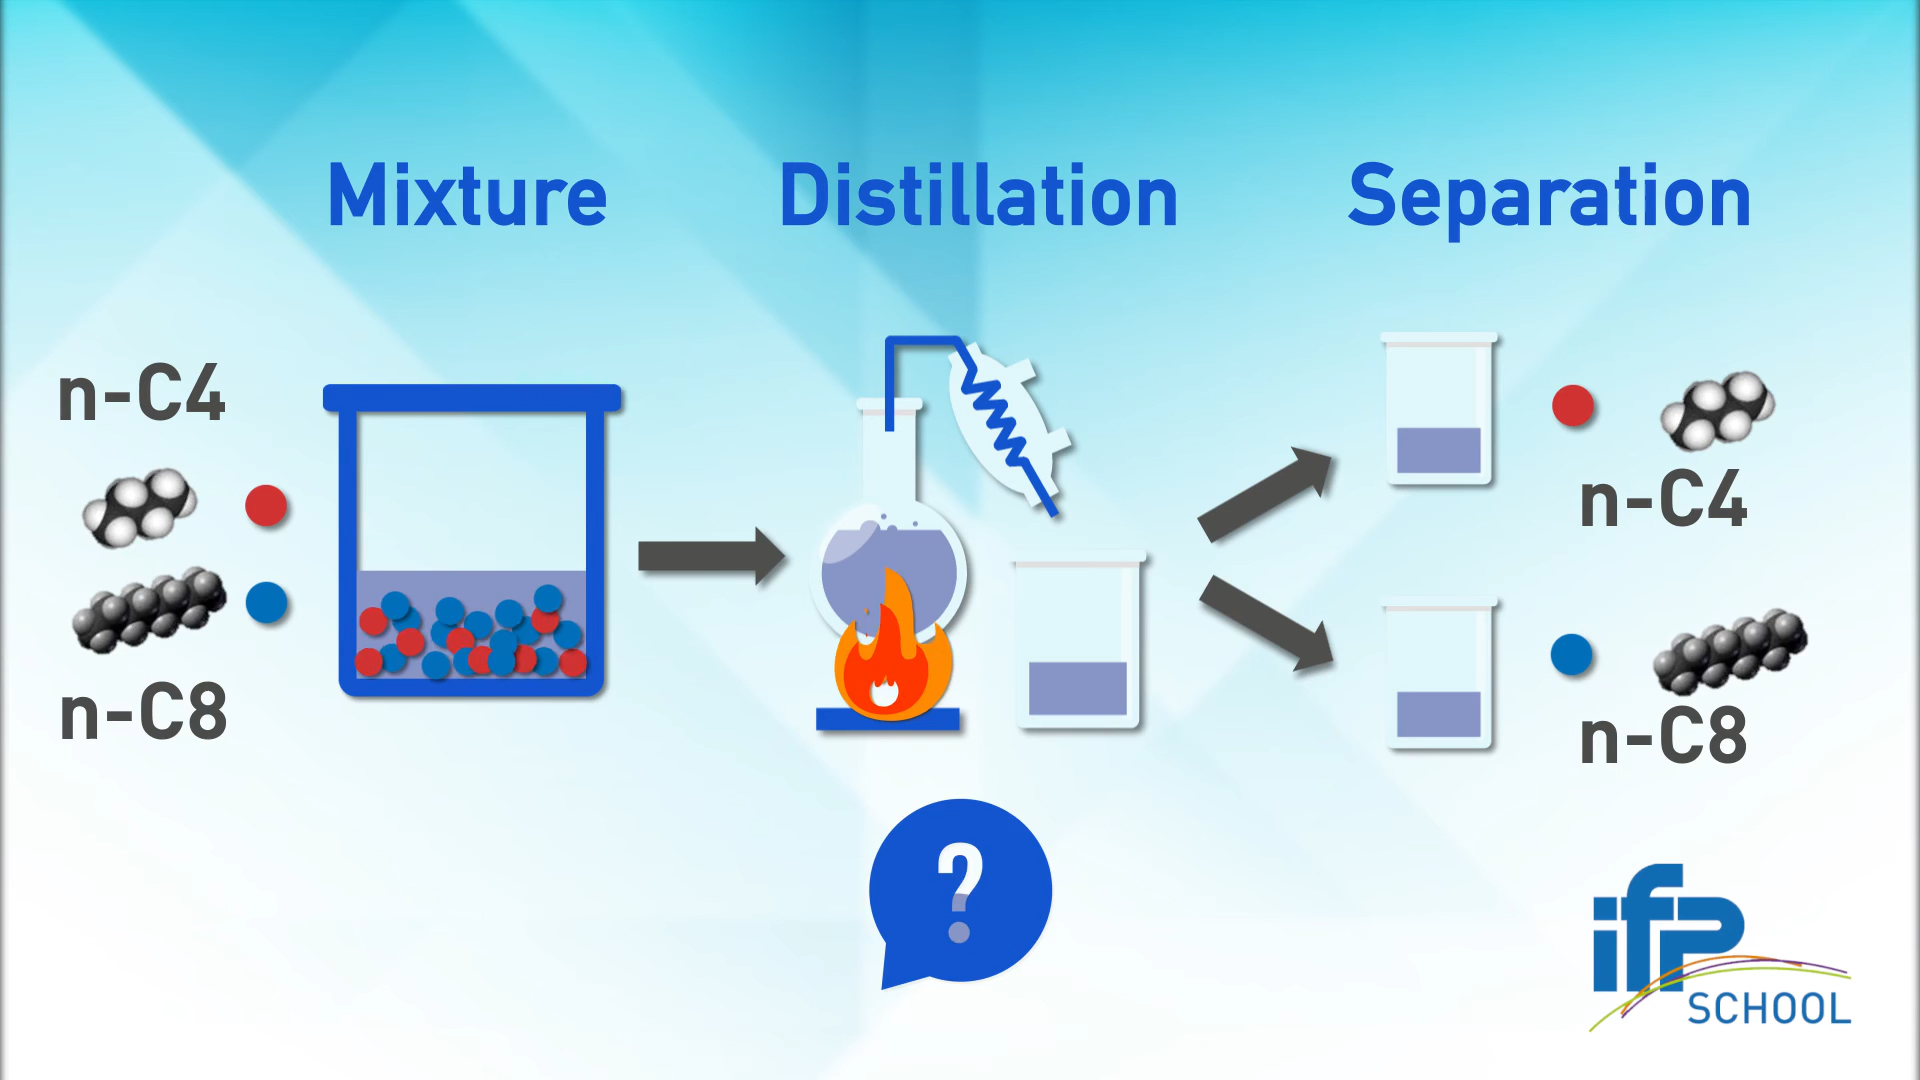 Mixture
Distillation
Separation
n-C4
n-C8
n-C4
n-C8
?
ifp
SCHOOL